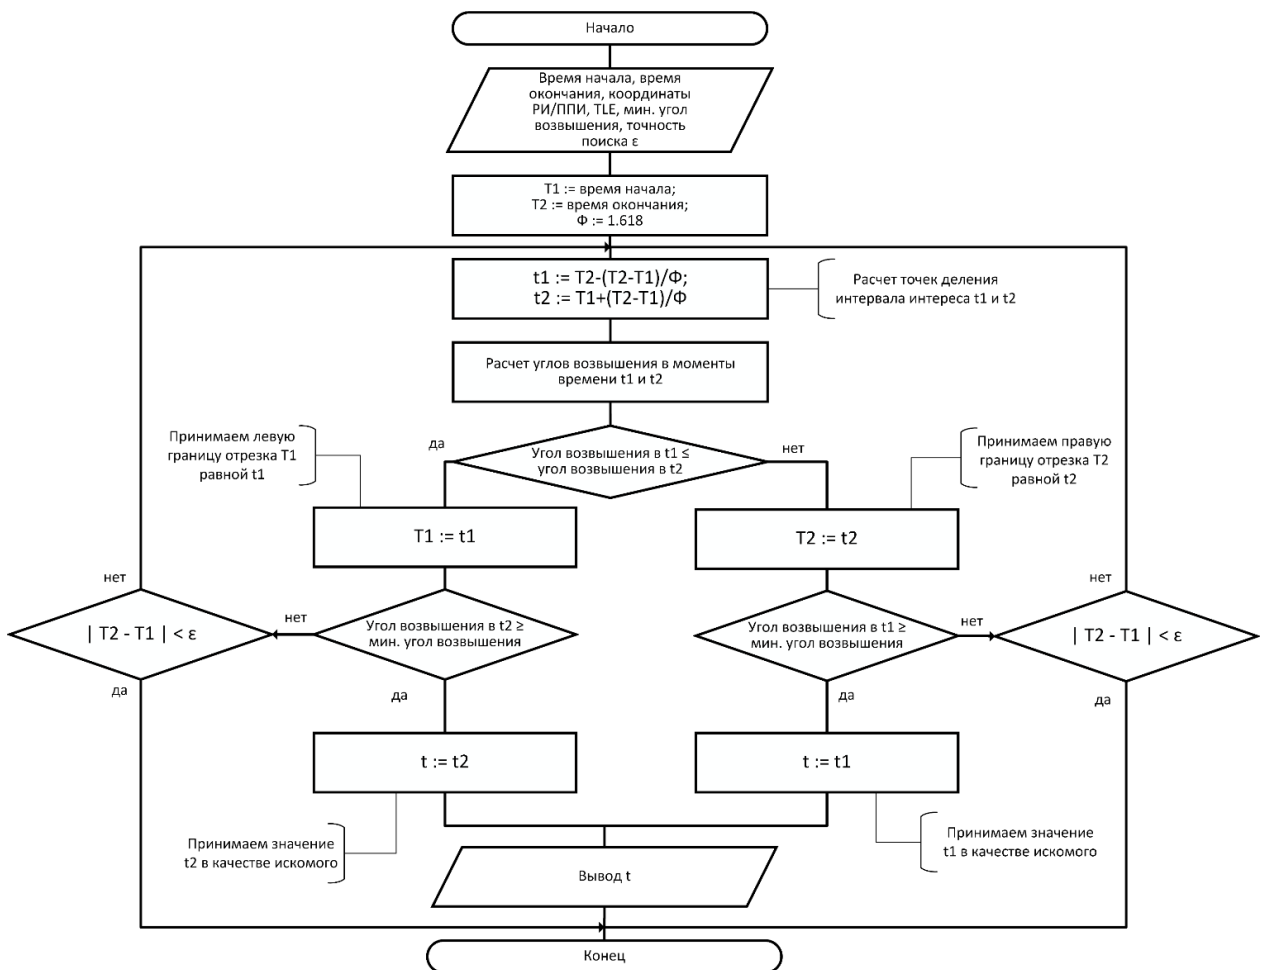 Начало
Время начала, время
окончания, координаты
РИ/ППИ, TLE, мин. угол
возвышения, точность
поиска ε
T1 := время начала;
T2 := время окончания;
Ф := 1.618
t1 := T2-(T2-T1)/Ф;
t2 := T1+(T2-T1)/Ф
Расчет точек деления
интервала интереса t1 и t2
Расчет углов возвышения в моменты
времени t1 и t2
Принимаем левую
границу отрезка T1
равной t1
да
Угол возвышения в t1 ≤
угол возвышения в t2
нет
Принимаем правую
границу отрезка T2
равной t2
T1 := t1
T2 := t2
нет
| T2 - T1 | < ε
да
нет
Угол возвышения в t2 ≥
мин. угол возвышения
да
Угол возвышения в t1 ≥
мин. угол возвышения
нет
да
нет
| T2 - T1 | < ε
да
t := t2
t := t1
Принимаем значение
t2 в качестве искомого
Принимаем значение
t1 в качестве искомого
Вывод t
Конец